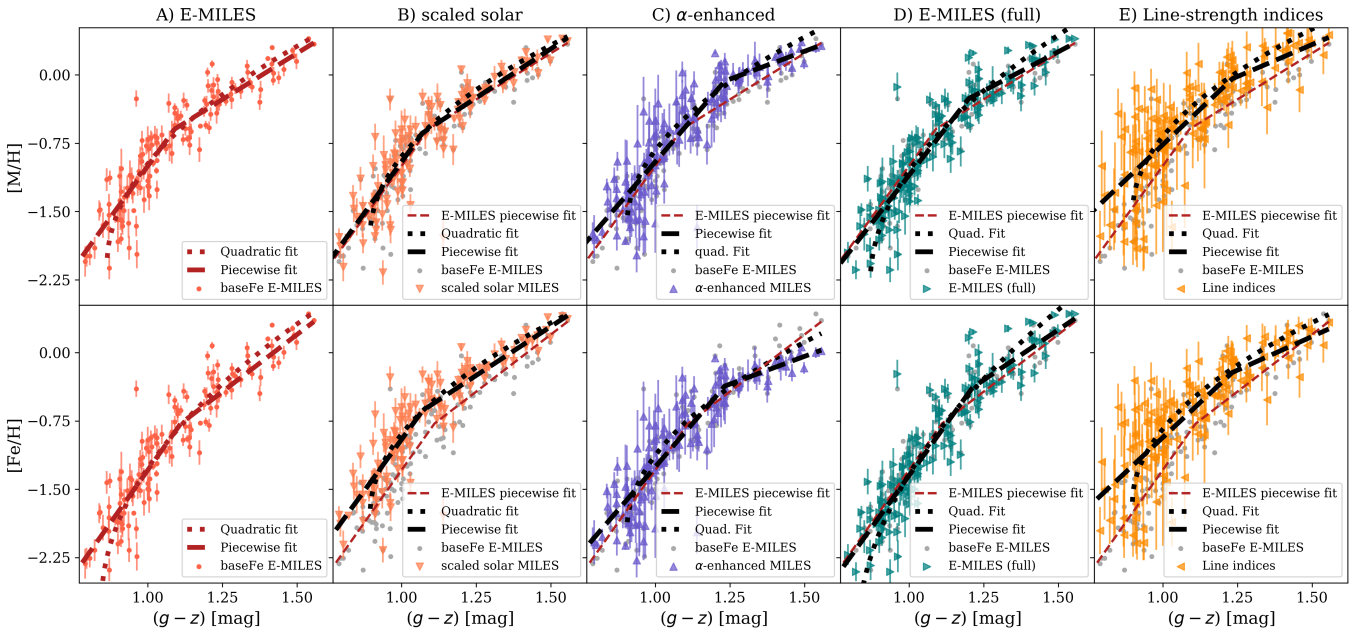 A) E-MILES
B) scaled solar
C) α-enhanced
D) E-MILES (full)
E) Line-strength indices
[M/H]
0.00
−0.75
−1.50
−2.25
Quadratic fit
Piecewise fit
baseFe E-MILES
E-MILES piecewise fit
Quadratic fit
Piecewise fit
baseFe E-MILES
scaled solar MILES
E-MILES piecewise fit
Piecewise fit
quad. Fit
baseFe E-MILES
α-enhanced MILES
E-MILES piecewise fit
Quad. Fit
Piecewise fit
baseFe E-MILES
E-MILES (full)
E-MILES piecewise fit
Quad. Fit
Piecewise fit
baseFe E-MILES
Line indices
[Fe/H]
0.00
−0.75
−1.50
−2.25
Quadratic fit
Piecewise fit
baseFe E-MILES
E-MILES piecewise fit
Quadratic fit
Piecewise fit
baseFe E-MILES
scaled solar MILES
E-MILES piecewise fit
Piecewise fit
Quad. Fit
baseFe E-MILES
α-enhanced MILES
E-MILES piecewise fit
Quad. Fit
Piecewise fit
baseFe E-MILES
E-MILES (full)
E-MILES piecewise fit
Quad. Fit
Piecewise fit
baseFe E-MILES
Line indices
1.00 1.25 1.50
1.00 1.25 1.50
1.00 1.25 1.50
1.00 1.25 1.50
1.00 1.25 1.50
(g − z) [mag]
(g − z) [mag]
(g − z) [mag]
(g − z) [mag]
(g − z) [mag]